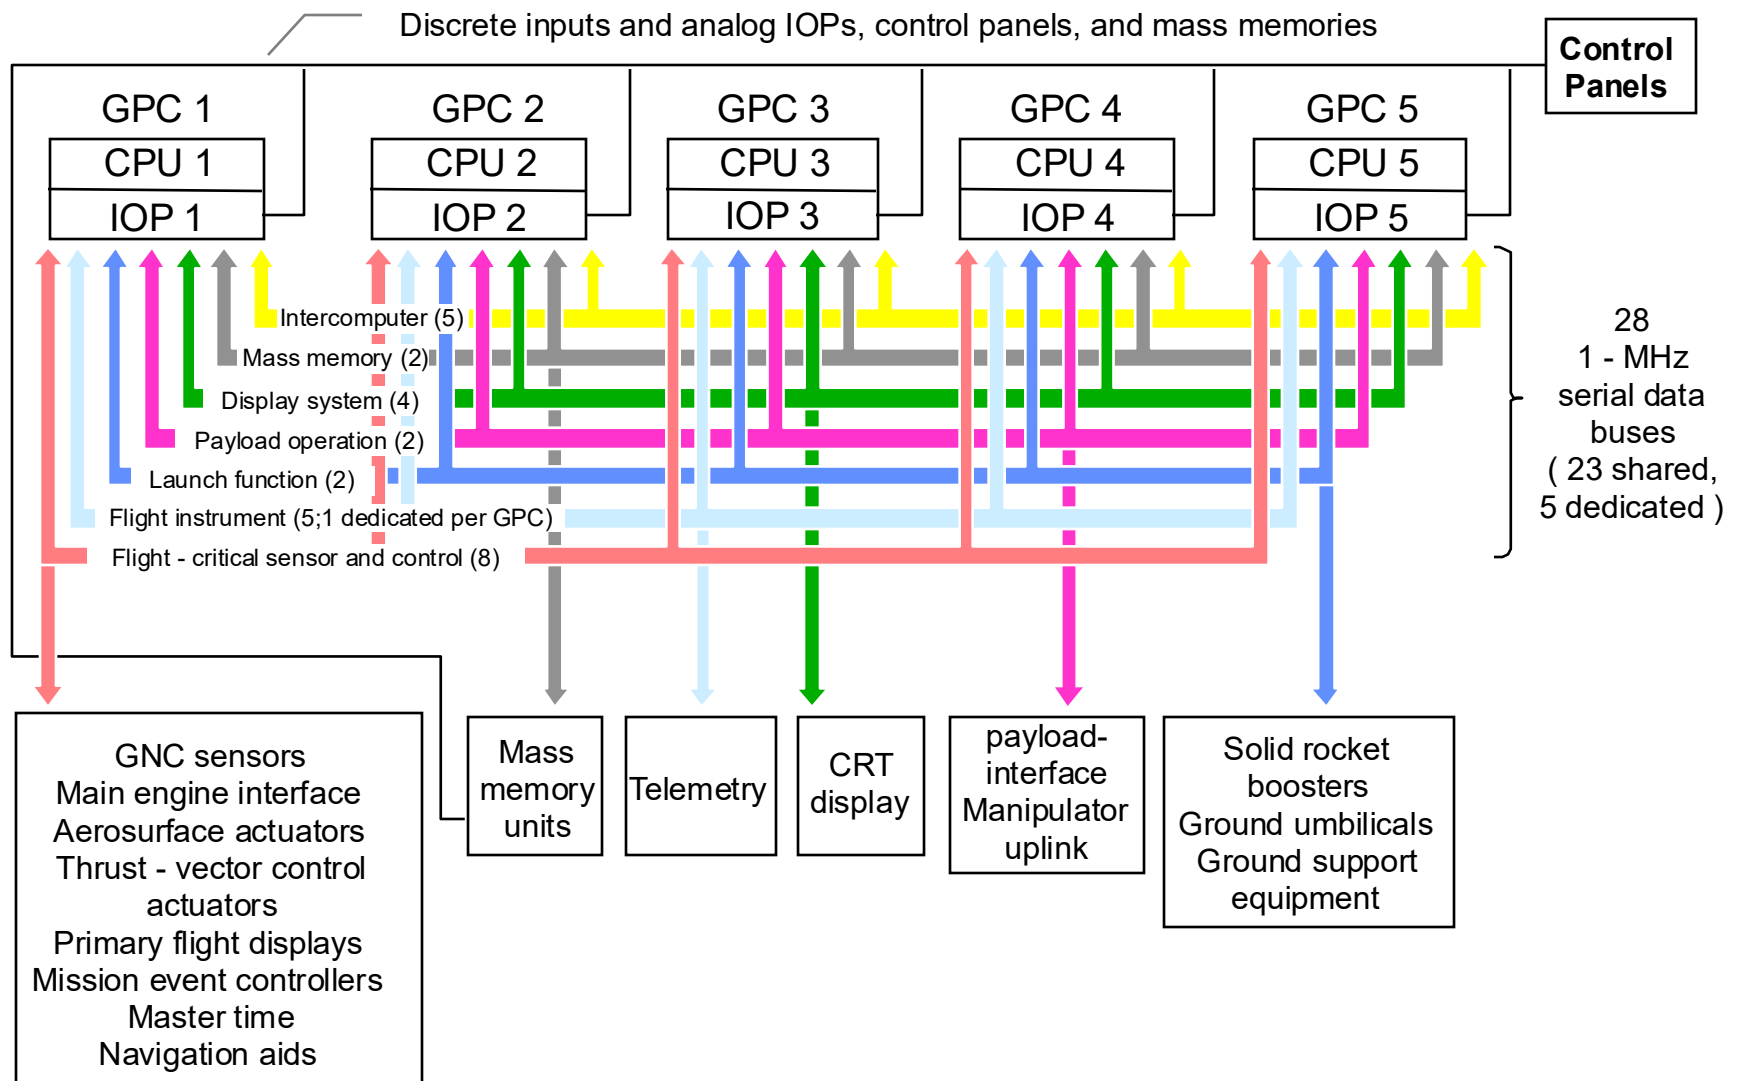 Discrete inputs and analog IOPs, control panels, and mass memories
Control
Panels
GPC 1
GPC 2
GPC 3
GPC 4
GPC 5
CPU 1
CPU 2
CPU 3
CPU 4
CPU 5
IOP 1
IOP 2
IOP 3
IOP 4
IOP 5
Intercomputer (5)
Mass memory (2)
Display system (4)
Payload operation (2)
Launch function (2)
Flight instrument (5;1 dedicated per GPC)
Flight - critical sensor and control (8)
28
1 - MHz
serial data
buses
( 23 shared,
5 dedicated )
GNC sensors
Main engine interface
Aerosurface actuators
Thrust - vector control
actuators
Primary flight displays
Mission event controllers
Master time
Navigation aids
Mass
memory
units
Telemetry
CRT
display
payload-
interface
Manipulator
uplink
Solid rocket
boosters
Ground umbilicals
Ground support
equipment